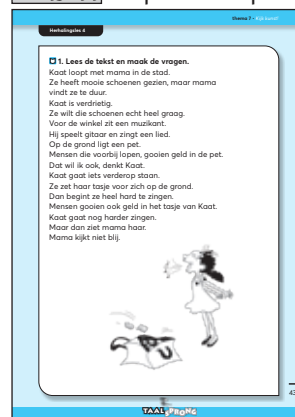 Thema 7 - Kijk kunst!
Herhalingsles 4
1. Lees de tekst en maak de vragen.
Kaat loopt met mama in de stad.
Ze heeft mooie schoenen gezien, maar mama
vindt ze te duur.
Kaat is verdrietig.
Ze wilt die schoenen echt heel graag.
Voor de winkel zit een muzikant.
Hij speelt gitaar en zingt een lied.
Op de grond ligt een pet.
Mensen die voorbij lopen, gooien geld in de pet.
Dat wil ik ook, denkt Kaat.
Kaat gaat iets verderop staan.
Ze zet haar tasje voor zich op de grond.
Dan begint ze heel hard te zingen.
Mensen gooien ook geld in het tasje van Kaat.
Kaat gaat nog harder zingen.
Maar dan ziet mama haar.
Mama kijkt niet blij.
43
TAALSPRONG